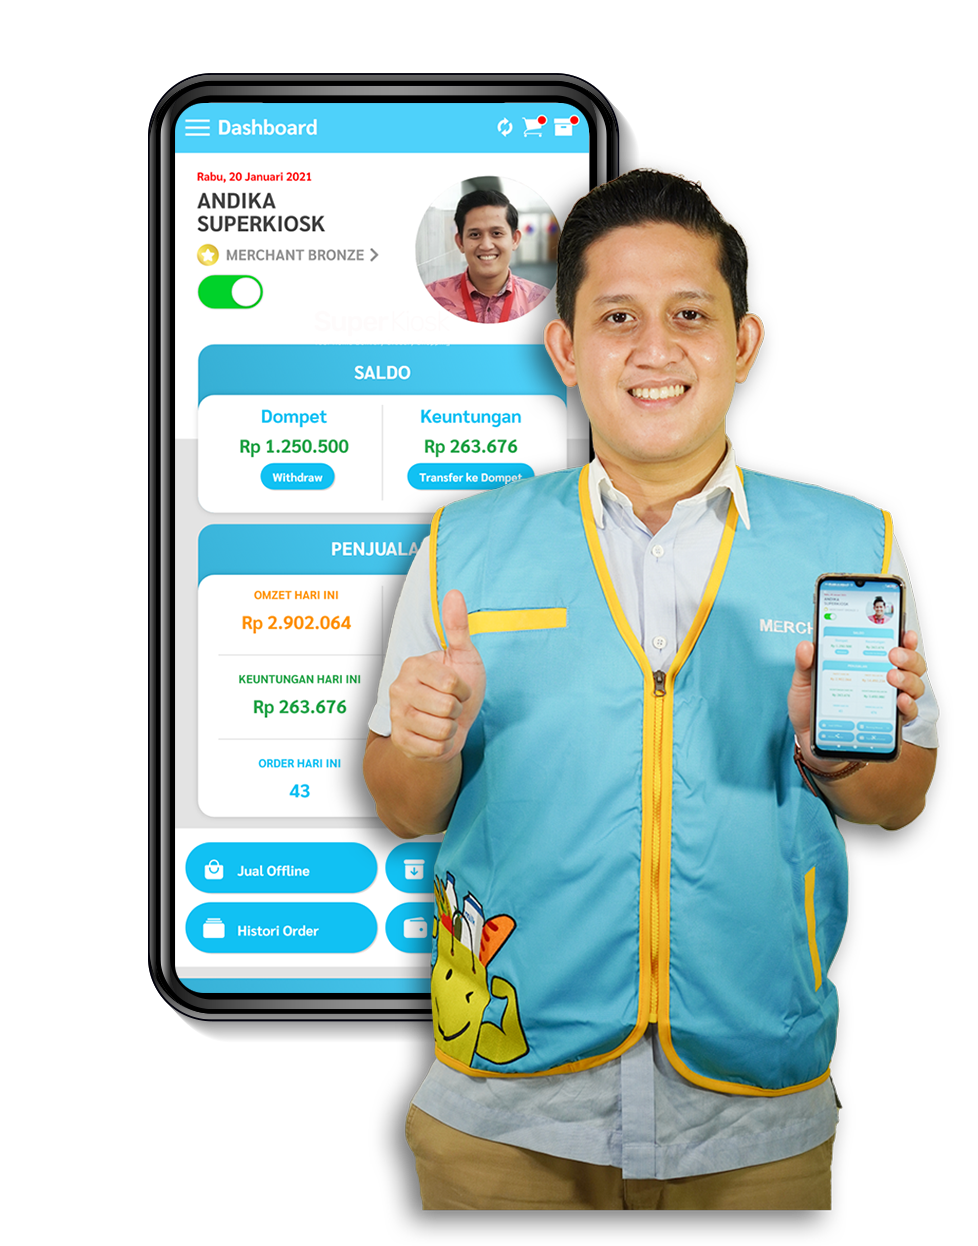 Dashboard
Rabu, 20 Januari 2021
ANDIKA
SUPERKIOSK
MERCHANT BRONZE
SALDO
Dompet
Keuntungan
Rp 1.250.500
Rp 263.676
Withdraw
Transfer ke Dompet
PENJUALA
OMZET HARI INI
Rp 2.902.064
KEUNTUNGAN HARI INI
Rp 263.676
ORDER HARI INI
43
Jual Offline
Histori Order
MERCH
ANDIKA
SUPERKIOSK